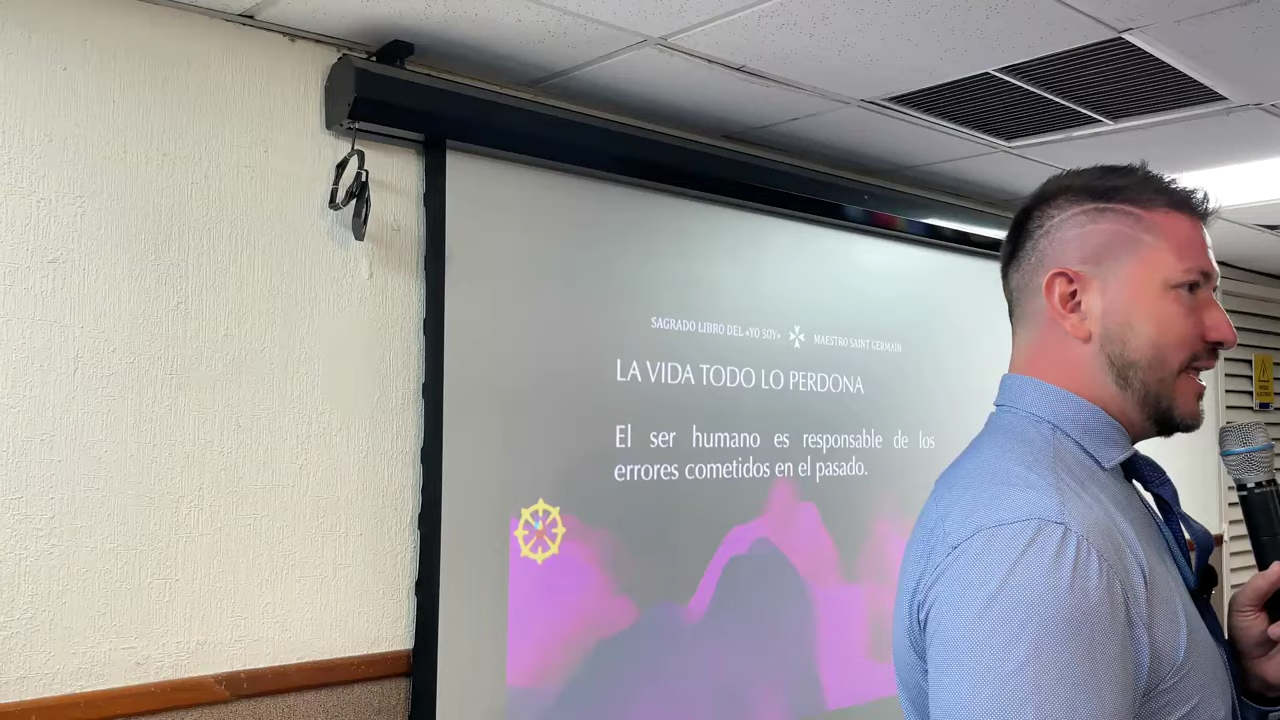 SAGRADO LIBRO DEL «YO SOY» MAESTRO SAINT GERMAIN
LA VIDA TODO LO PERDONA
El ser humano es responsable de los
errores cometidos en el pasado.